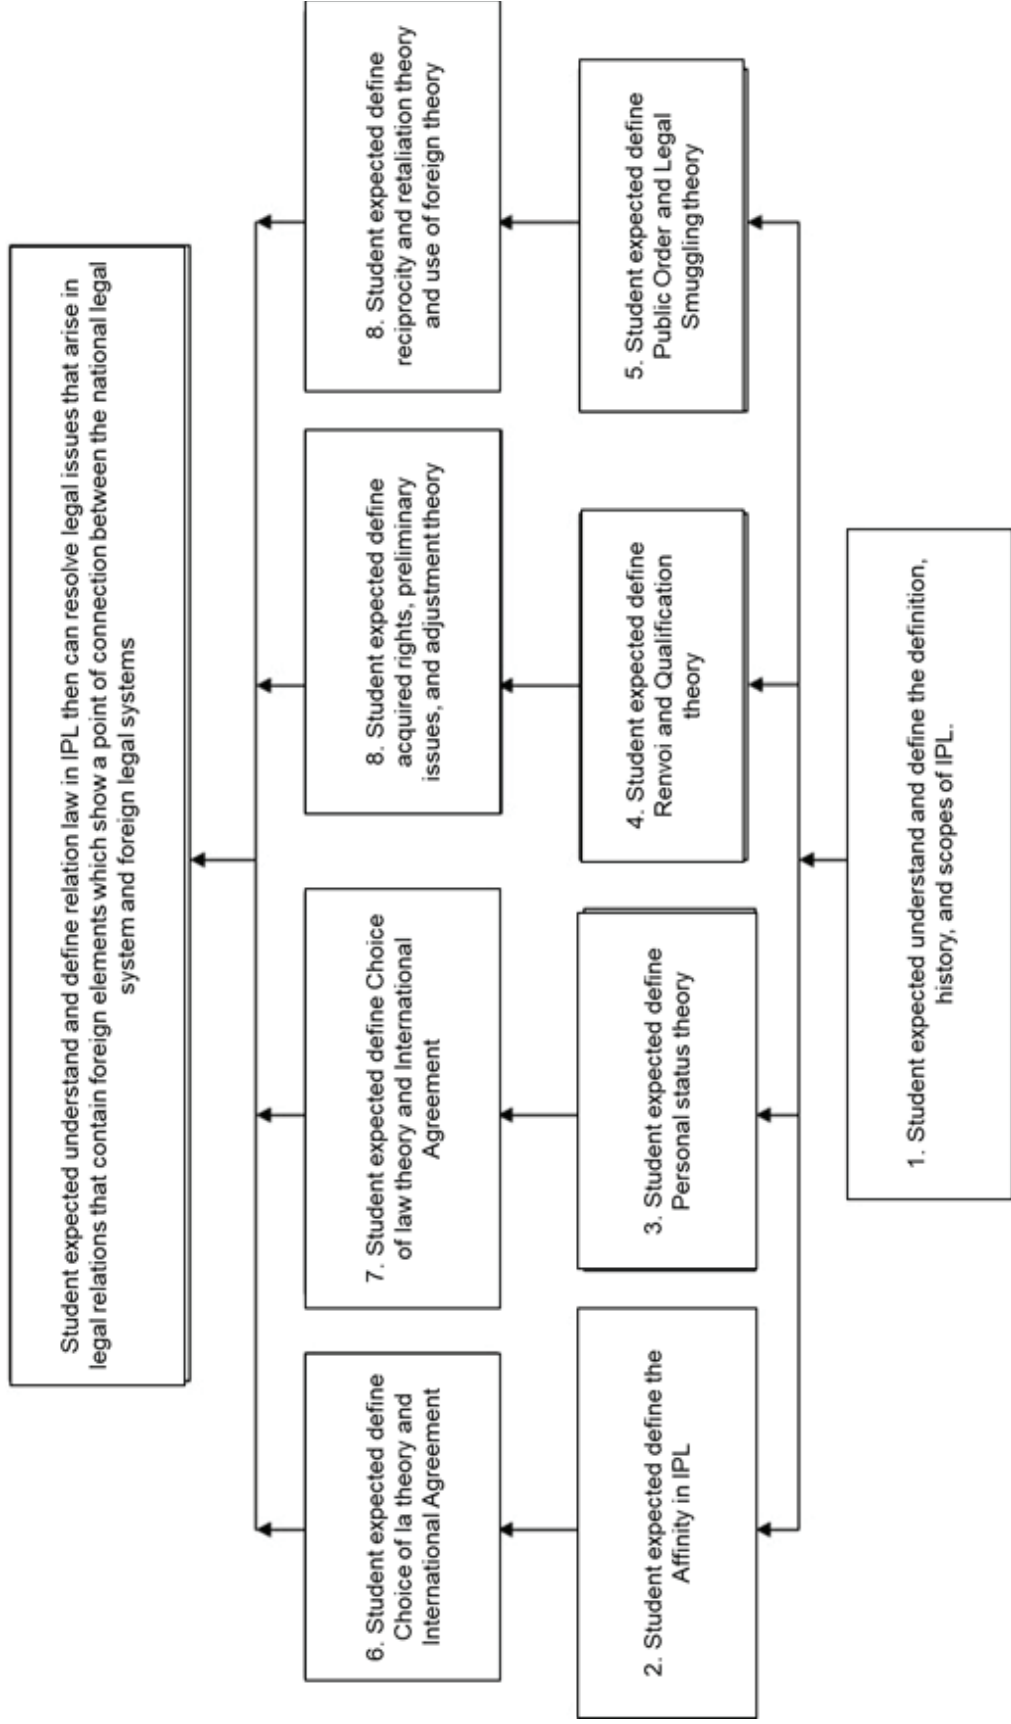 Student expected understand and define relation law in IPL then can resolve legal issues that arise in
legal relations that contain foreign elements which show a point of connection between the national legal
system and foreign legal systems
6. Student expected define
Choice of la theory and
International Agreement
7. Student expected define Choice
of law theory and International
Agreement
8. Student expected define
acquired rights, preliminary
issues, and adjustment theory
8. Student expected define
reciprocity and retaliation theory
and use of foreign theory
2. Student expected define the
Affinity in IPL
3. Student expected define
Personal status theory
4. Student expected define
Renvoi and Qualification
theory
5. Student expected define
Public Order and Legal
Smuggling theory
1. Student expected understand and define the definition,
history, and scopes of IPL.